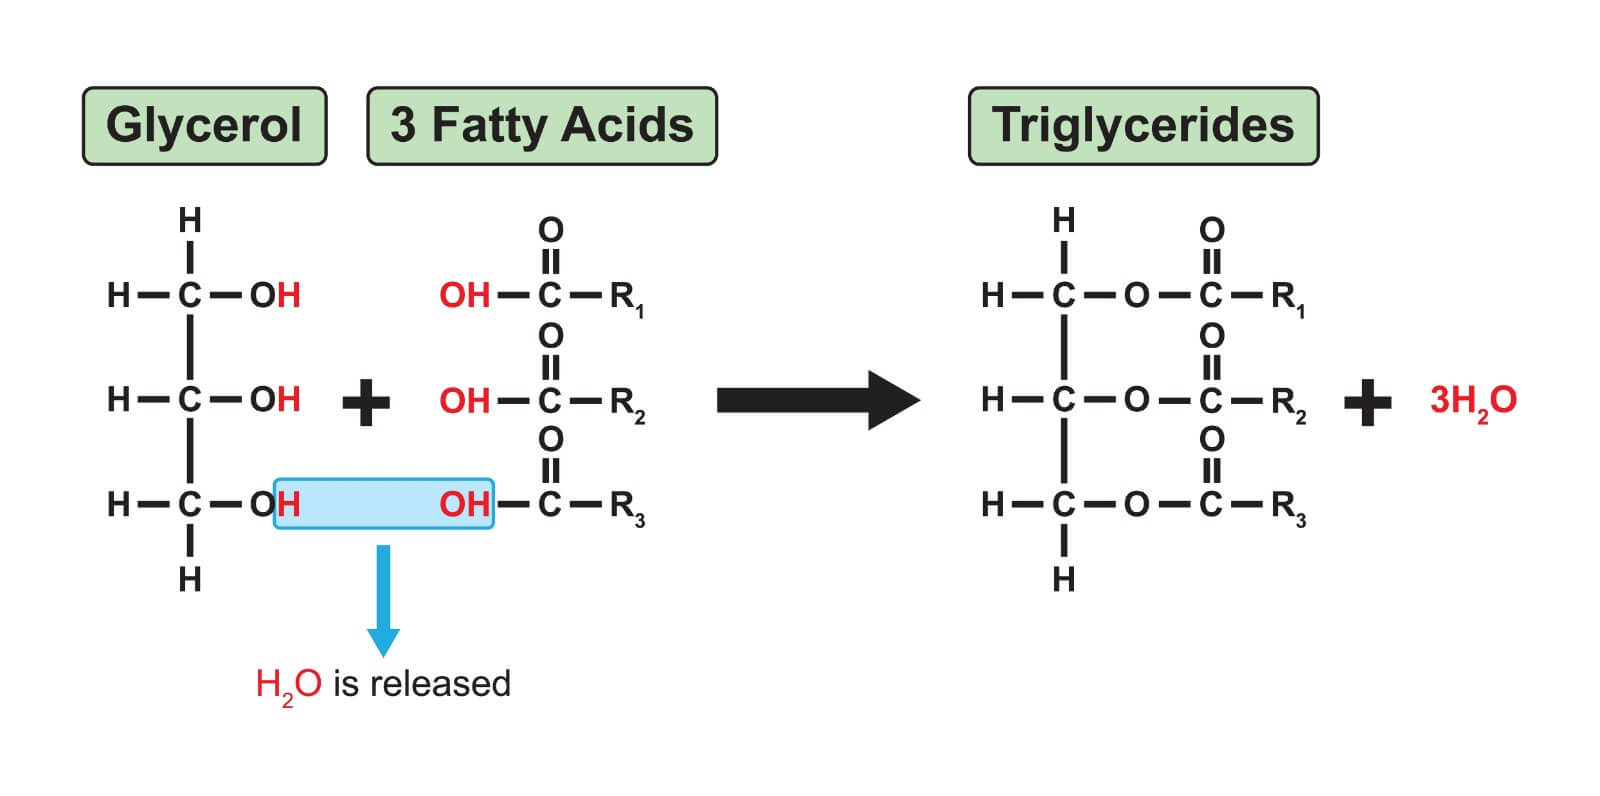 Glycerol 3 Fatty Acids Triglycerides
H H
O O
H C OH OH C R1 H C O C R1
O O
H C OH + OH C R2 H C O C R2 + 3H2O
O O
H C OH OH C R3 H C O C R3
H H
H2O is released